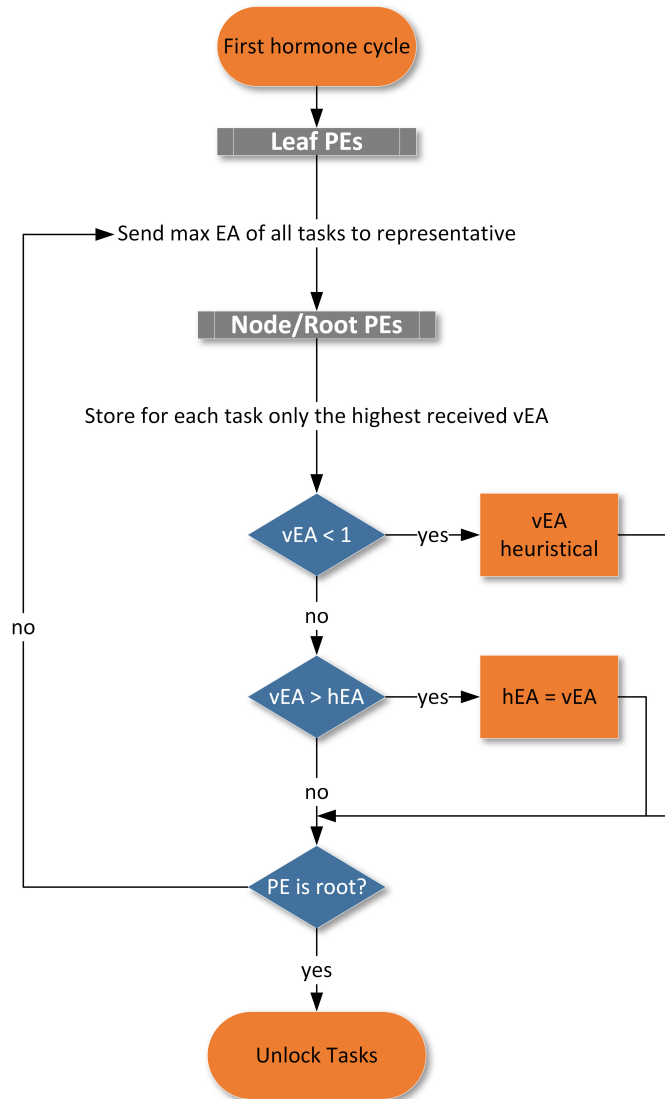 First hormone cycle
Leaf PEs
Send max EA of all tasks to representative
Node/Root PEs
Store for each task only the highest received vEA
vEA < 1
yes
vEA
heuristical
no
no
vEA > hEA
yes
hEA = vEA
no
PE is root?
yes
Unlock Tasks